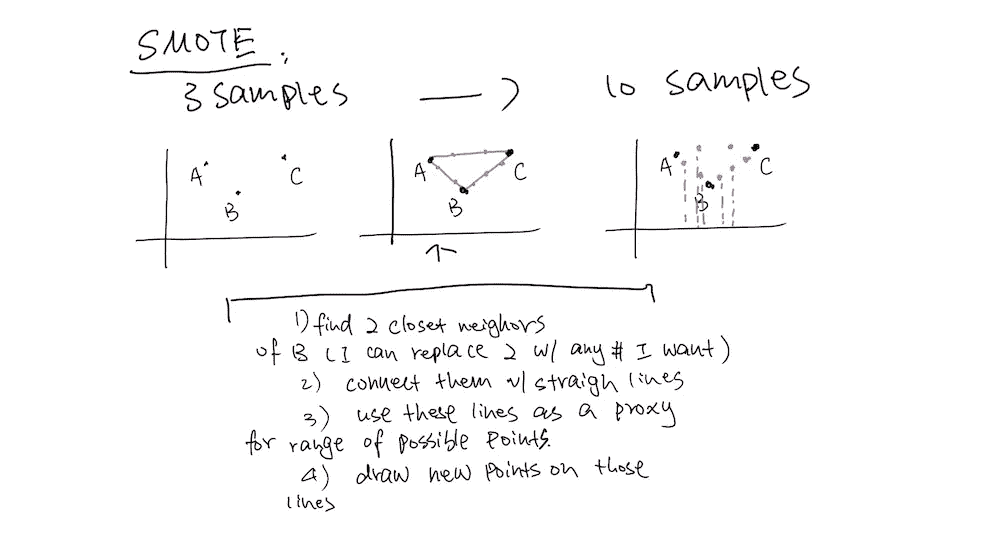 SMOTE.
3 samples → 10 samples
A C B
A C B
A C B
1) find 2 closet neighors
of B (I can replace 2 w/ any # I want)
2) connect them w/ straigh lines
3) use these lines as a proxy
for range of possible points.
4) draw new points on those
lines